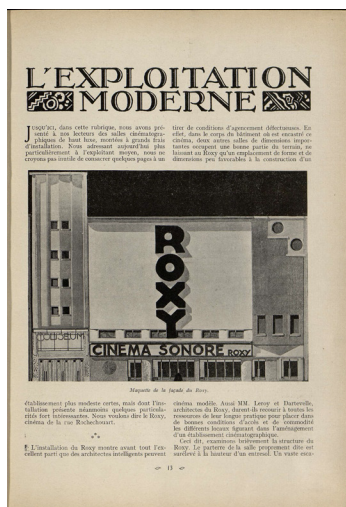 L'EXPLOITATION
MODERNE
JUSQU'ICI, dans cette rubrique, nous avons pré-
senté à nos lecteurs des salles cinématogra-
phiques de haut luxe, montées à grands frais
d'installation. Nous adressant aujourd'hui plus
particulièrement à l'exploitant moyen, nous ne
croyons pas inutile de consacrer quelques pages à un
tirer de conditions d'agencement défectueuses. En
effet, dans le corps du bâtiment où est encastré ce
cinéma, deux autres salles de dimensions impor-
tantes occupent une bonne partie du terrain, ne
laissant au Roxy qu'un emplacement de forme et de
dimensions peu favorables à la construction d'un
ROXY
COLISEUM
CINEMA SONORE ROXY
Maquette de la façade du Roxy.
établissement plus modeste certes, mais dont l'ins-
tallation présente néanmoins quelques particula-
rités fort intéressantes. Nous voulons dire le Roxy,
cinéma de la rue Rochechouart.
¶ L'installation du Roxy montre avant tout l'ex-
cellent parti que des architectes intelligents peuvent
cinéma modèle. Aussi MM. Leroy et
architectes du Roxy, durent-ils recourir à toutes les
ressources de leur longue pratique pour placer dans
de bonnes conditions d'accès et de commodité
les différents locaux figurant dans l'aménagement
d'un établissement cinématographique.
Ceci dit, examinons brièvement la structure du
Roxy. Le parterre de la salle proprement dite est
surélevé à la hauteur d'un entresol. Un vaste esca-
13